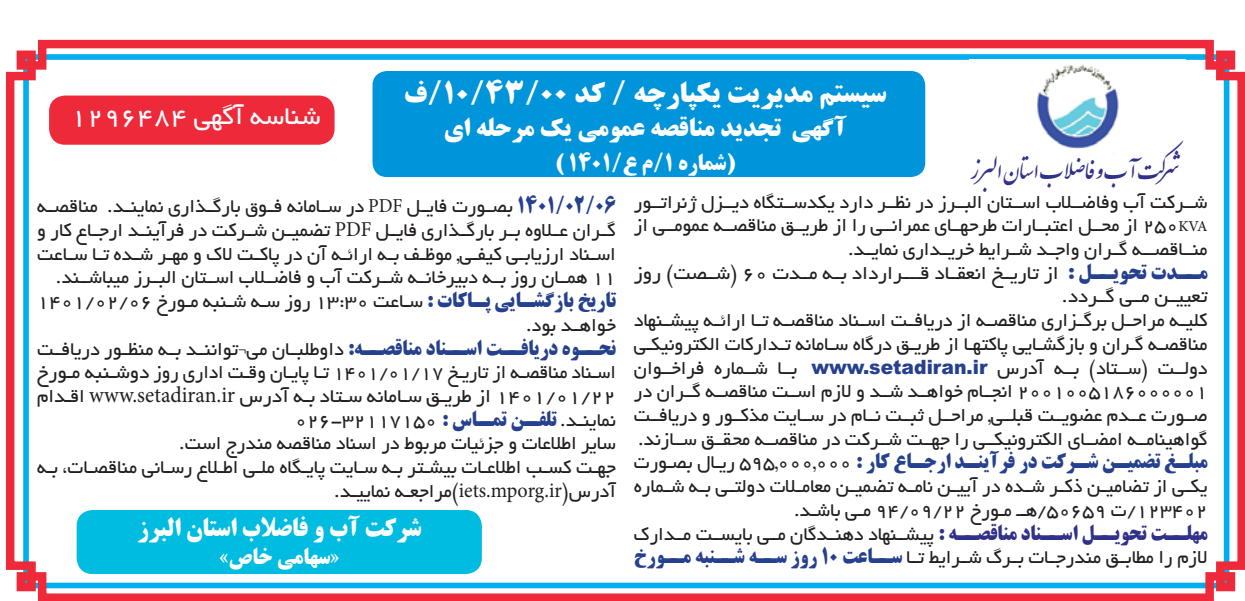 سیستم مدیریت یکپارچه / کد ۱۰/۴۳/۰۰/ف
آگهی تجدید مناقصه عمومی یک مرحله ای
(شماره ۱/م ع/۱۴۰۱)
شناسه آگهی ۱۲۹۶۴۸۴
شرکت آب و فاضلاب استان البرز
شرکت آب وفاضلاب استان البرز در نظر دارد یکدستگاه دیزل ژنراتور
۲۵۰KVA از محل اعتبارات طرحهای عمرانی را از طریق مناقصه عمومی از
مناقصه گران واجد شرایط خریداری نماید.
مدت تحویل : از تاریخ انعقاد قرارداد به مدت ۶۰ (شصت) روز
تعیین می گردد.
کلیه مراحل برگزاری مناقصه از دریافت اسناد مناقصه تا ارائه پیشنهاد
مناقصه گران و بازگشایی پاکتها از طریق درگاه سامانه تدارکات الکترونیکی
دولت (ستاد) به آدرس www.setadiran.ir با شماره فراخوان
۲۰۰۱۰۰۵۱۸۶۰۰۰۰۰۱ انجام خواهد شد و لازم است مناقصه گران در
صورت عدم عضویت قبلی, مراحل ثبت نام در سایت مذکور و دریافت
گواهینامه امضای الکترونیکی را جهت شرکت در مناقصه محقق سازند.
مبلغ تضمین شرکت در فرآیند ارجاع کار : ۵۹۵,۰۰۰,۰۰۰ ریال بصورت
یکی از تضامین ذکر شده در آیین نامه تضمین معاملات دولتی به شماره
۱۲۳۴۰۲/ت ۵۰۶۵۹/هـ مورخ ۹۴/۰۹/۲۲ می باشد.
مهلت تحویل اسناد مناقصه : پیشنهاد دهندگان می بایست مدارک
لازم را مطابق مندرجات برگ شرایط تا ساعت ۱۰ روز سه شنبه مورخ
۱۴۰۱/۰۲/۰۶ بصورت فایل PDF در سامانه فوق بارگذاری نمایند. مناقصه
گران علاوه بر بارگذاری فایل PDF تضمین شرکت در فرآیند ارجاع کار و
اسناد ارزیابی کیفی, موظف به ارائه آن در پاکت لاک و مهر شده تا ساعت
۱۱ همان روز به دبیرخانه شرکت آب و فاضلاب استان البرز میباشند.
تاریخ بازگشایی پاکات : ساعت ۱۳:۳۰ روز سه شنبه مورخ ۱۴۰۱/۰۲/۰۶
خواهد بود.
نحوه دریافت اسناد مناقصه: داوطلبان می¬توانند به منظور دریافت
اسناد مناقصه از تاریخ ۱۴۰۱/۰۱/۱۷ تا پایان وقت اداری روز دوشنبه مورخ
۱۴۰۱/۰۱/۲۲ از طریق سامانه ستاد به آدرس www.setadiran.ir اقدام
نمایند. تلفن تماس : ۳۲۱۱۷۱۵۰-۰۲۶
سایر اطلاعات و جزئیات مربوط در اسناد مناقصه مندرج است.
جهت کسب اطلاعات بیشتر به سایت پایگاه ملی اطلاع رسانی مناقصات، به
آدرس(iets.mporg.ir)مراجعه نمایید.
شرکت آب و فاضلاب استان البرز
«سهامی خاص»